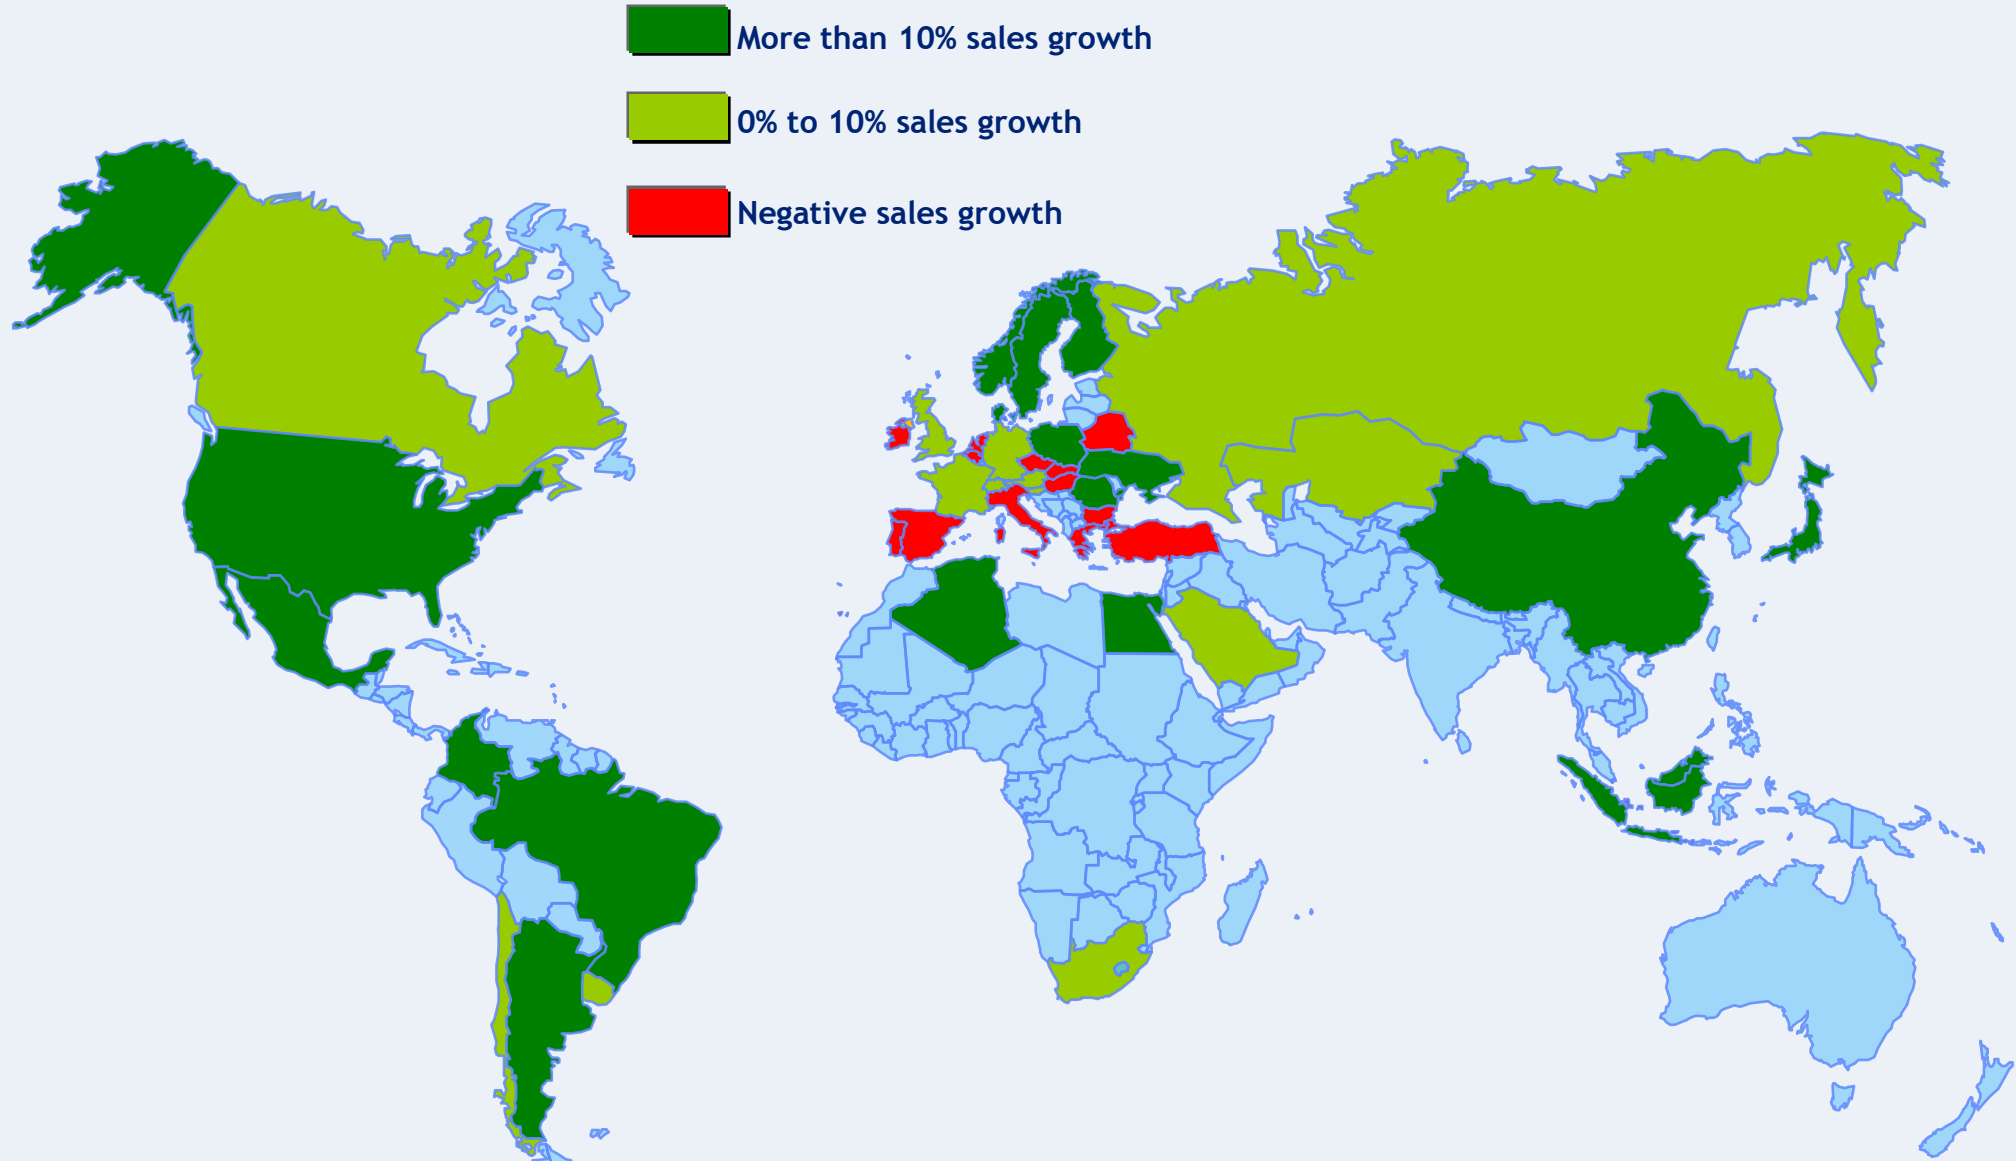 More than 10% sales growth
0% to 10% sales growth
Negative sales growth